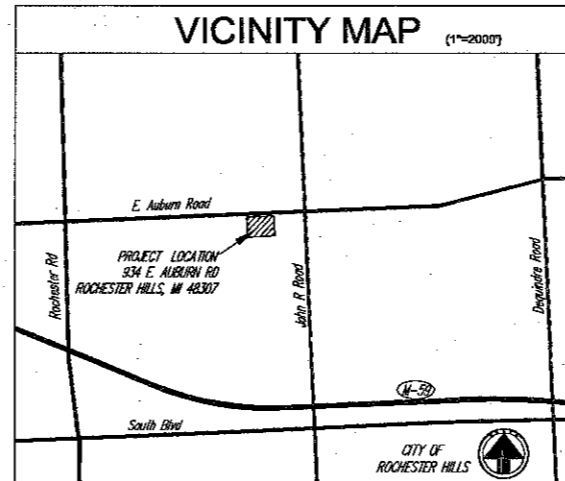 VICINITY MAP (1"=2000')
E. Auburn Road
PROJECT LOCATION
934 E. AUBURN RD
ROCHESTER HILLS, MI 48307
Rochester Rd
John R Road
Dequindre Road
M-59
South Blvd
CITY OF
ROCHESTER HILLS